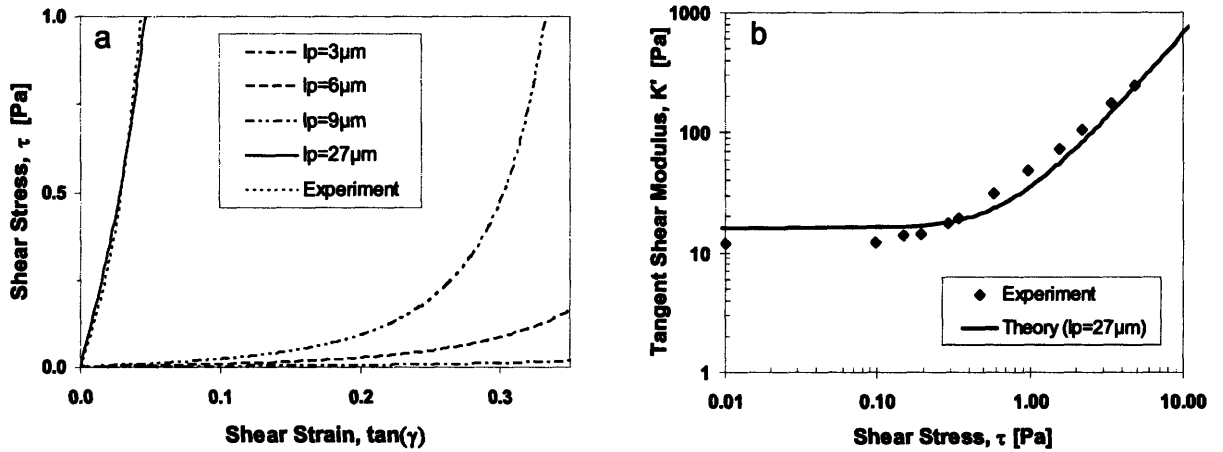 a
1.0
0.5
0.0
Shear Stress, τ [Pa]
lp=3μm
lp=6μm
lp=9μm
lp=27μm
Experiment
0.0 0.1 0.2 0.3
Shear Strain, tan(γ)
b
1000
100
10
1
Tangent Shear Modulus, K' [Pa]
Experiment
Theory (lp=27μm)
0.01 0.10 1.00 10.00
Shear Stress, τ [Pa]